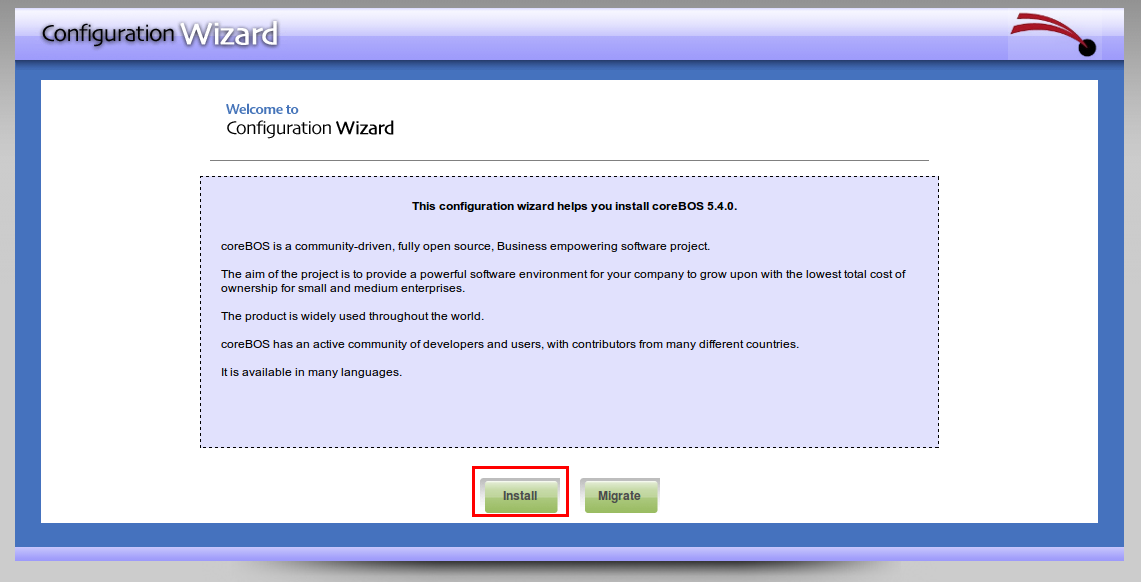 Configuration Wizard
Welcome to
Configuration Wizard
This configuration wizard helps you install coreBOS 5.4.0.
coreBOS is a community-driven, fully open source, Business empowering software project.
The aim of the project is to provide a powerful software environment for your company to grow upon with the lowest total cost of
ownership for small and medium enterprises.
The product is widely used throughout the world.
coreBOS has an active community of developers and users, with contributors from many different countries.
It is available in many languages.
Install Migrate